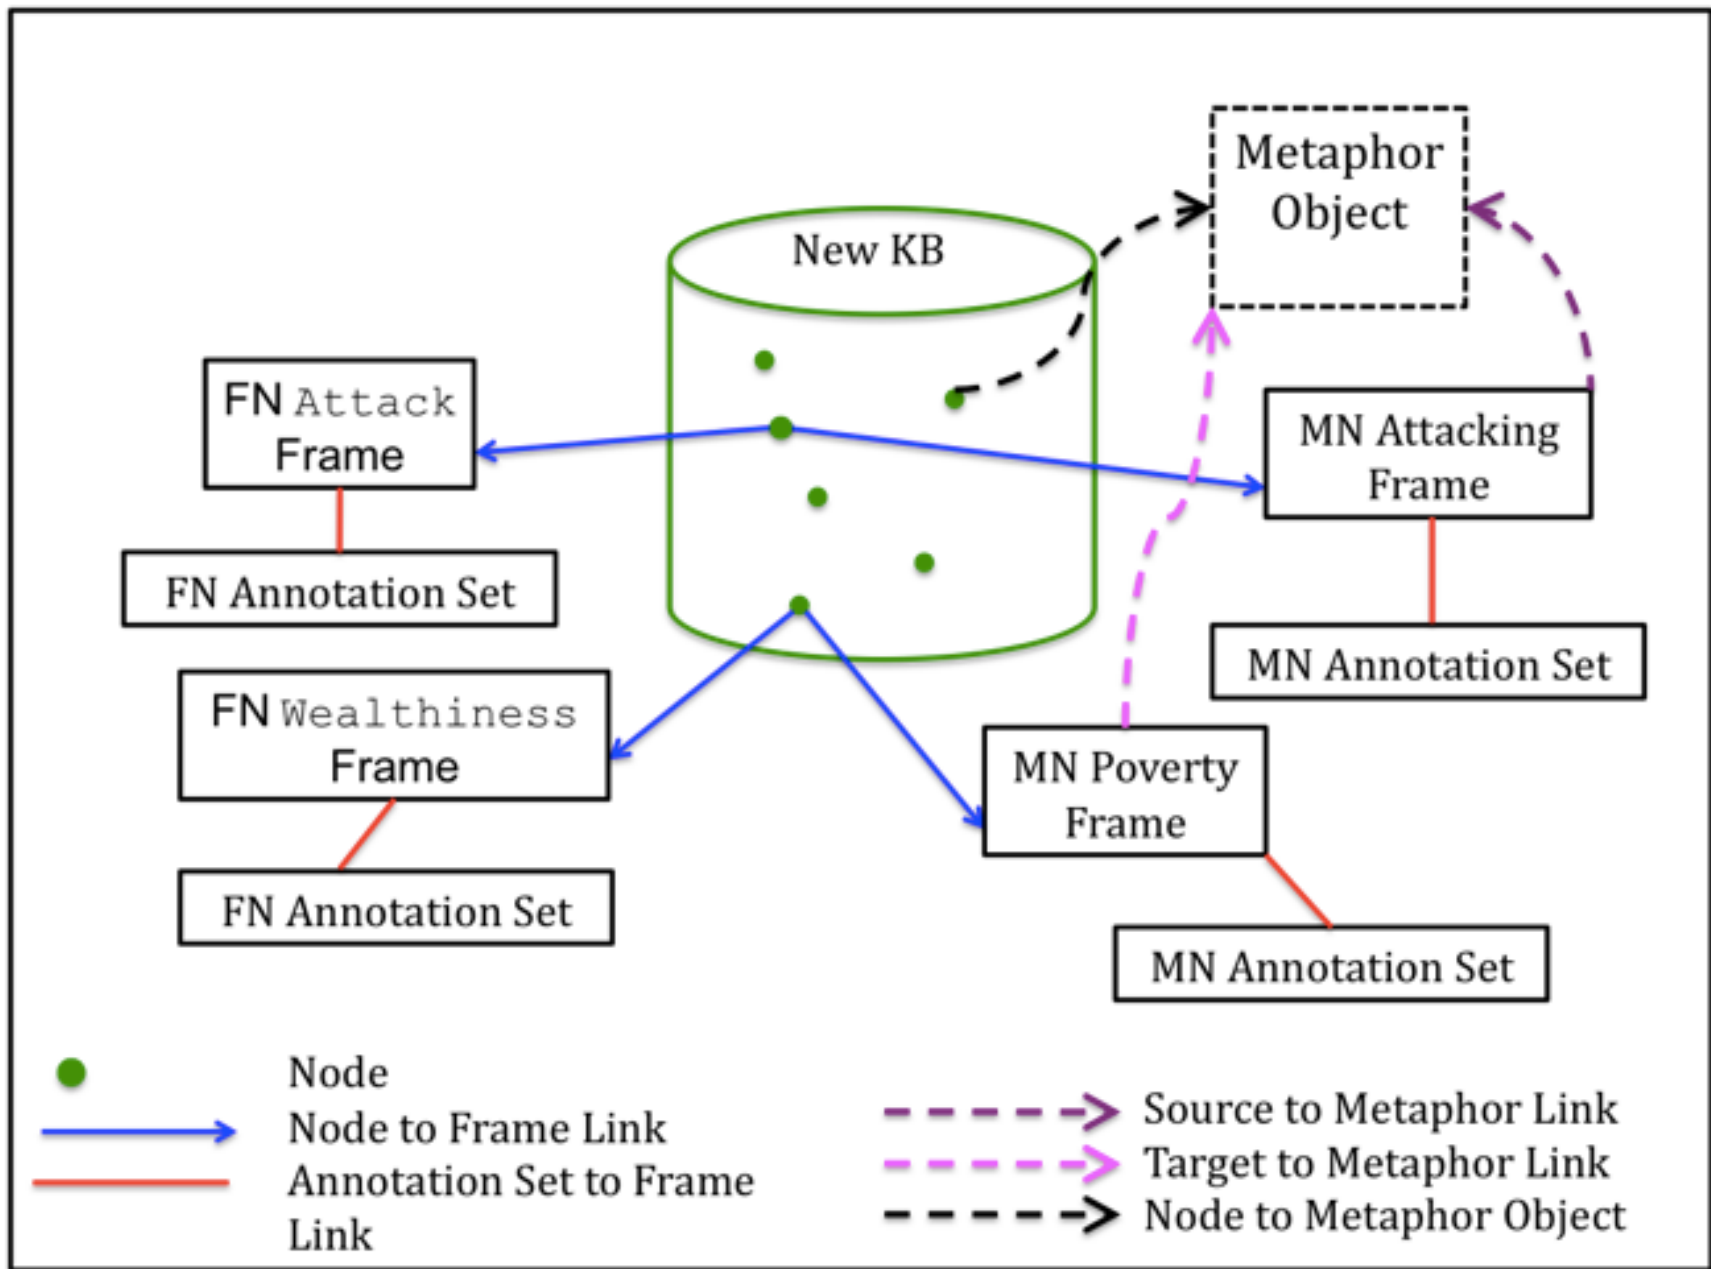 Metaphor
Object
New KB
FN Attack
Frame
MN Attacking
Frame
FN Annotation Set
MN Annotation Set
FN Wealthiness
Frame
MN Poverty
Frame
FN Annotation Set
MN Annotation Set
Node
Node to Frame Link
Annotation Set to Frame
Link
Source to Metaphor Link
Target to Metaphor Link
Node to Metaphor Object